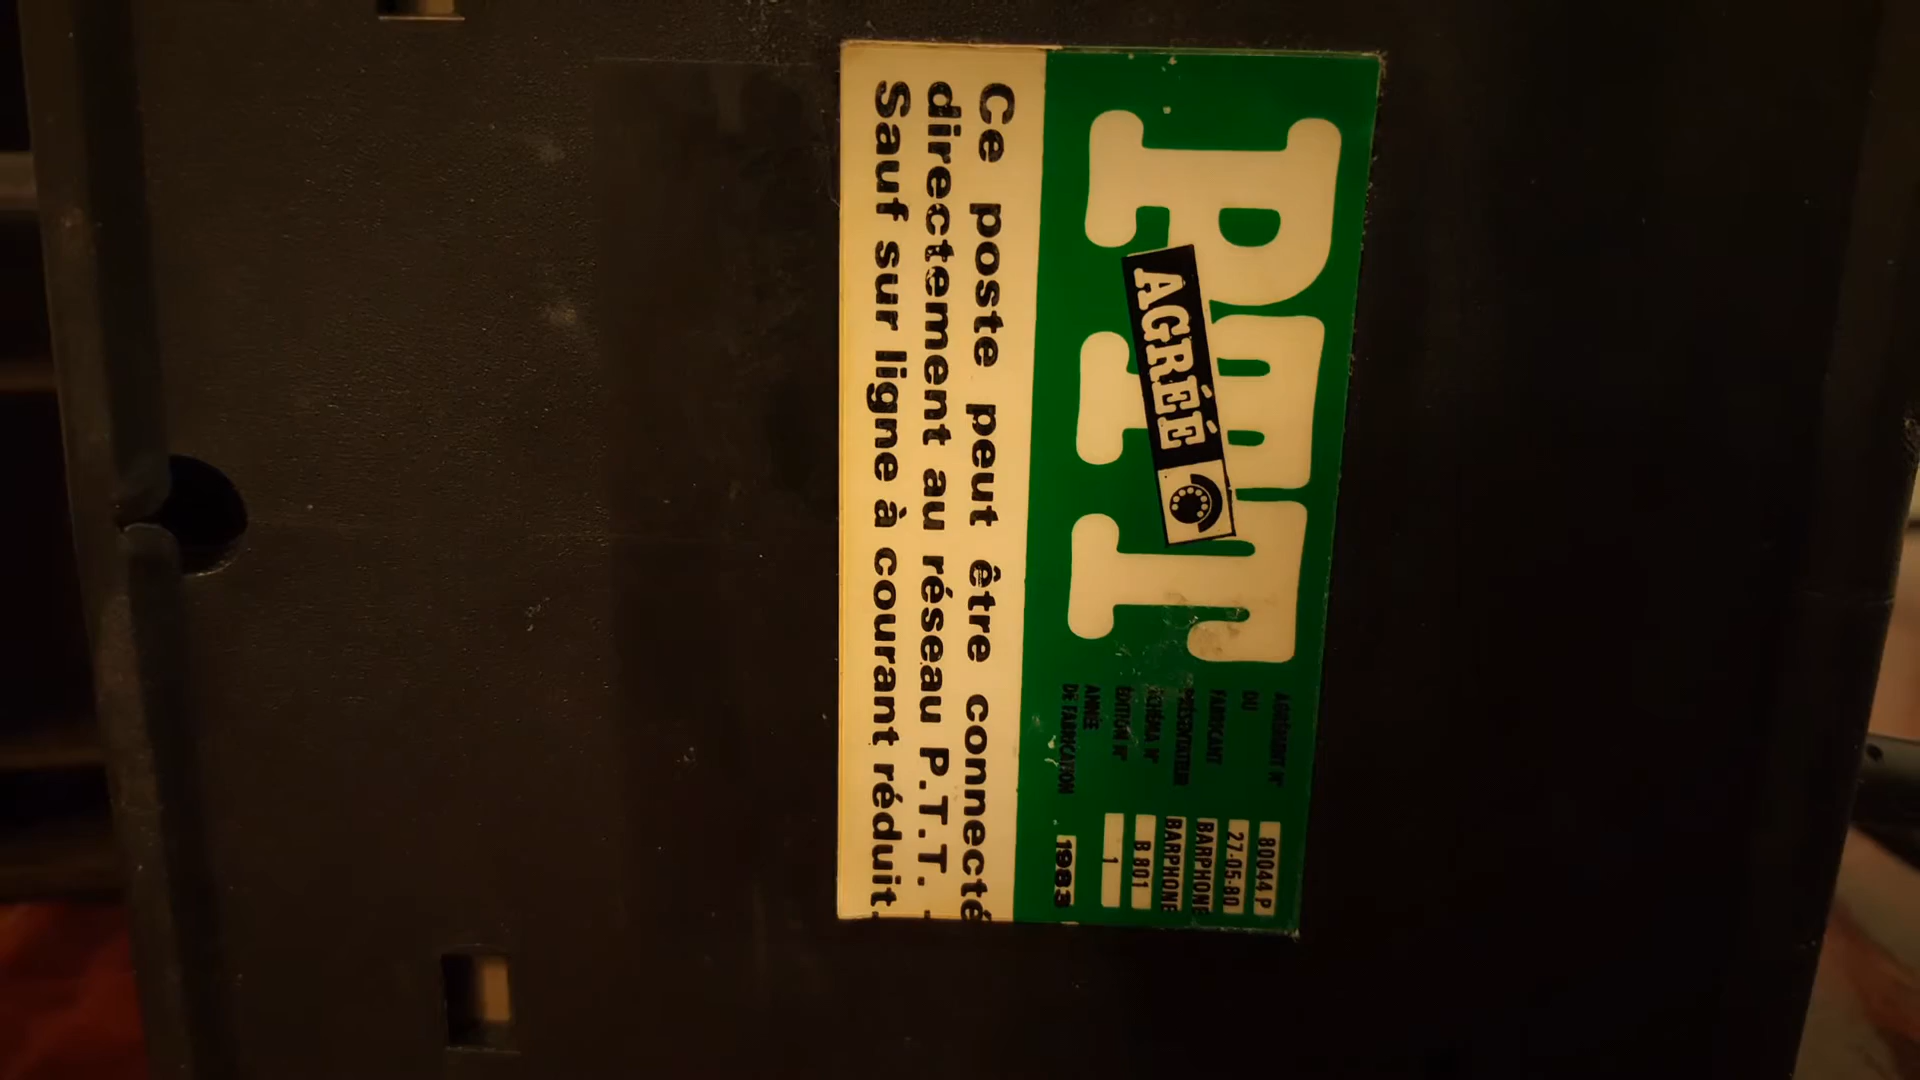 PET
AGRÉÉ
AGRÉMENT N° 80044 P
DU 27-05-80
FABRICANT BARPHONE
PRÉSENTATEUR BARPHONE
SCHÉMA N° B 801
ÉDITION N° 1
ANNÉE
DE FABRICATION 1983
Ce poste peut être connecté
directement au réseau P.T.T.
Sauf sur ligne à courant réduit.